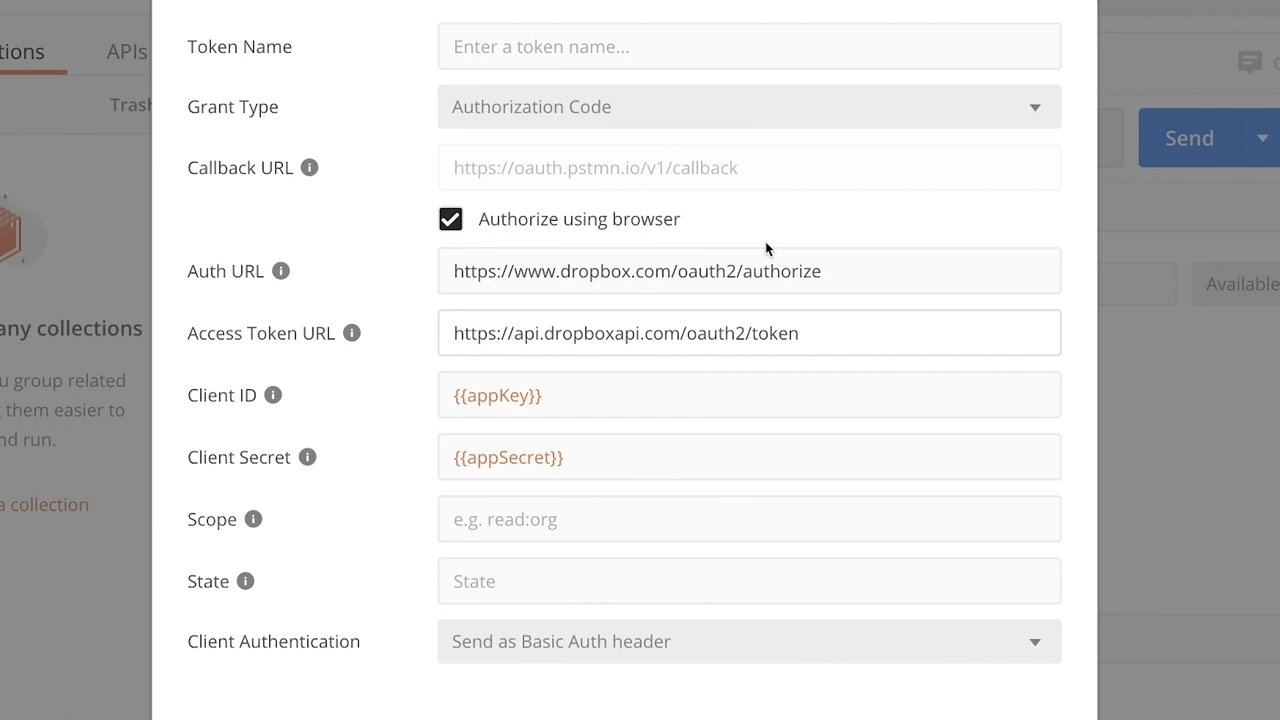 Token Name
Enter a token name...
tions
APIs
Grant Type
Authorization Code
Trash
Callback URL
https://oauth.pstmn.io/v1/callback
Send
Authorize using browser
Auth URL
https://www.dropbox.com/oauth2/authorize
Available
any collections
Access Token URL
https://api.dropboxapi.com/oauth2/token
u group related
Client ID
{{appKey}}
them easier to
nd run.
Client Secret
{{appSecret}}
a collection
Scope
e.g. read:org
State
State
Client Authentication
Send as Basic Auth header